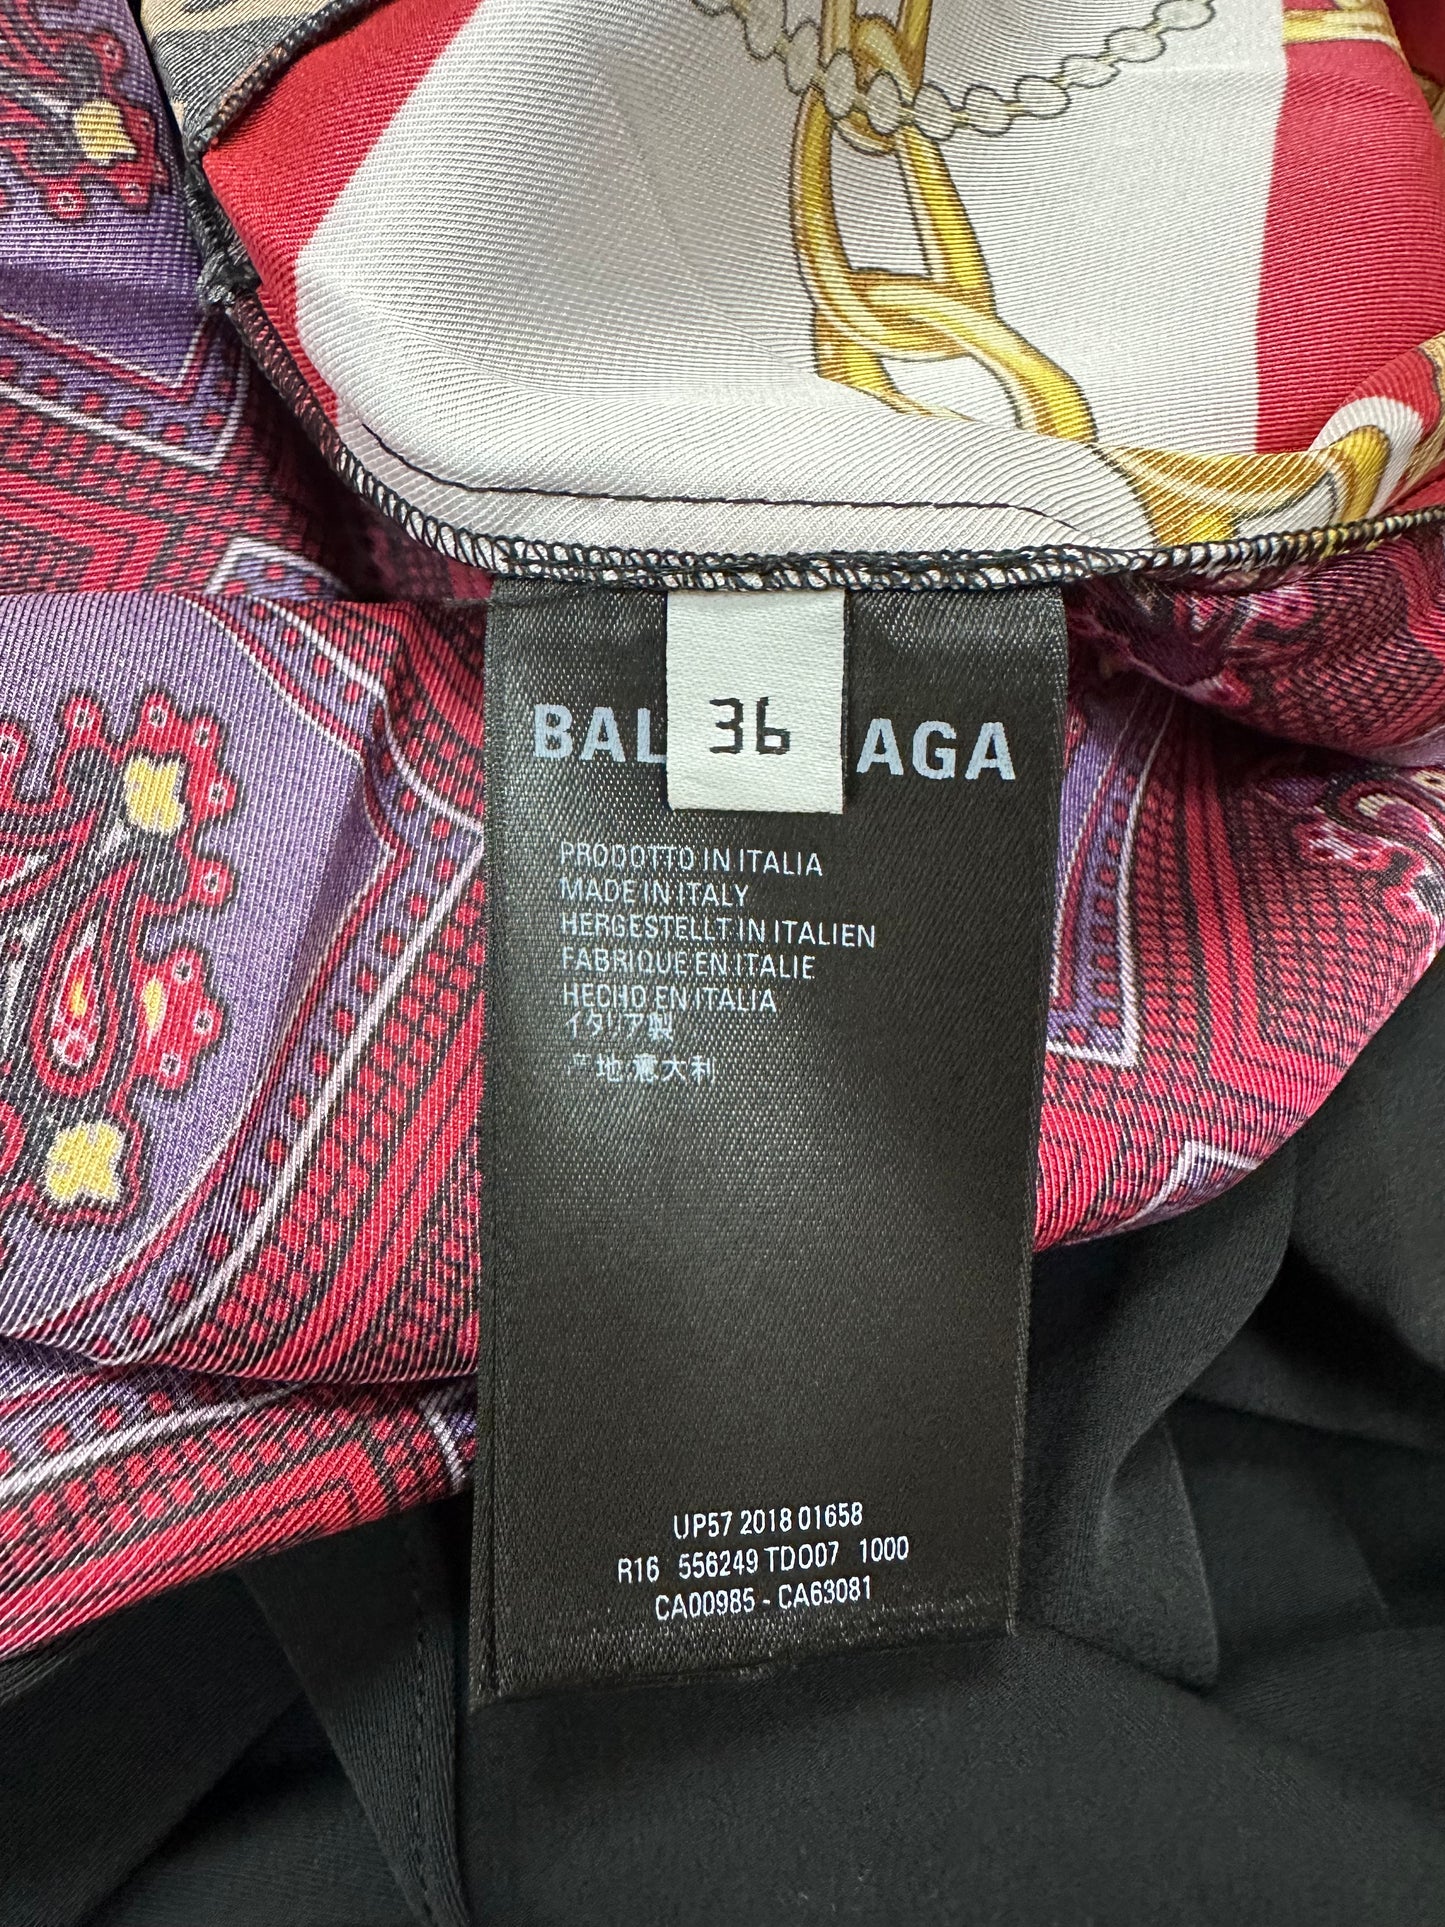 BAL 36 AGA
PRODOTTO IN ITALIA
MADE IN ITALY
HERGESTELLT IN ITALIEN
FABRIQUE EN ITALIE
HECHO EN ITALIA
イタリア製
产地:意大利
UP57 2018 01658
R16 556249 TDO07 1000
CA00985 - CA63081